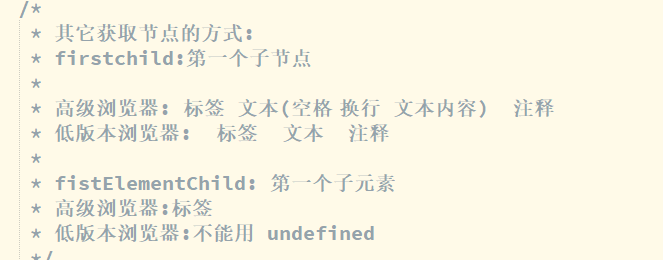 /*
* 其它获取节点的方式:
* firstchild:第一个子节点
*
* 高级浏览器: 标签 文本(空格 换行 文本内容) 注释
* 低版本浏览器: 标签 文本 注释
*
* fistElementChild: 第一个子元素
* 高级浏览器:标签
* 低版本浏览器:不能用 undefined
*/